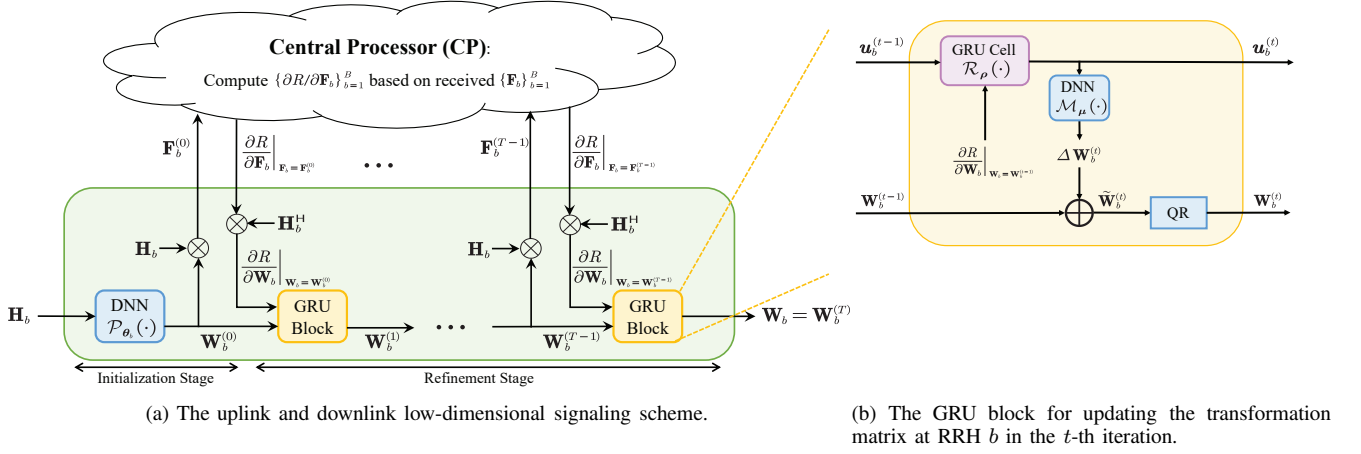 Central Processor (CP):
Compute {∂R/∂𝐅_b}_{b=1}^{B} based on received {𝐅_b}_{b=1}^{B}
𝐅_b^{(0)}
∂R/∂𝐅_b |_{𝐅_b=𝐅_b^{(0)}}
• • •
𝐅_b^{(T−1)}
∂R/∂𝐅_b |_{𝐅_b=𝐅_b^{(T−1)}}
𝐇_b
⊗
⊗
𝐇_b^𝖧
𝐇_b
⊗
⊗
𝐇_b^𝖧
∂R/∂𝐖_b |_{𝐖_b=𝐖_b^{(0)}}
∂R/∂𝐖_b |_{𝐖_b=𝐖_b^{(T−1)}}
𝐇_b
DNN
𝒫_{𝜽_b}(·)
𝐖_b^{(0)}
GRU
Block
𝐖_b^{(1)}
• • •
𝐖_b^{(T−1)}
GRU
Block
𝐖_b = 𝐖_b^{(T)}
Initialization Stage
Refinement Stage
(a) The uplink and downlink low-dimensional signaling scheme.
𝒖_b^{(t−1)}
GRU Cell
ℛ_𝝆(·)
𝒖_b^{(t)}
DNN
ℳ_𝝁(·)
∂R/∂𝐖_b |_{𝐖_b=𝐖_b^{(t−1)}}
Δ𝐖_b^{(t)}
𝐖_b^{(t−1)}
⊕
𝐖̃_b^{(t)}
QR
𝐖_b^{(t)}
(b) The GRU block for updating the transformation
matrix at RRH b in the t-th iteration.